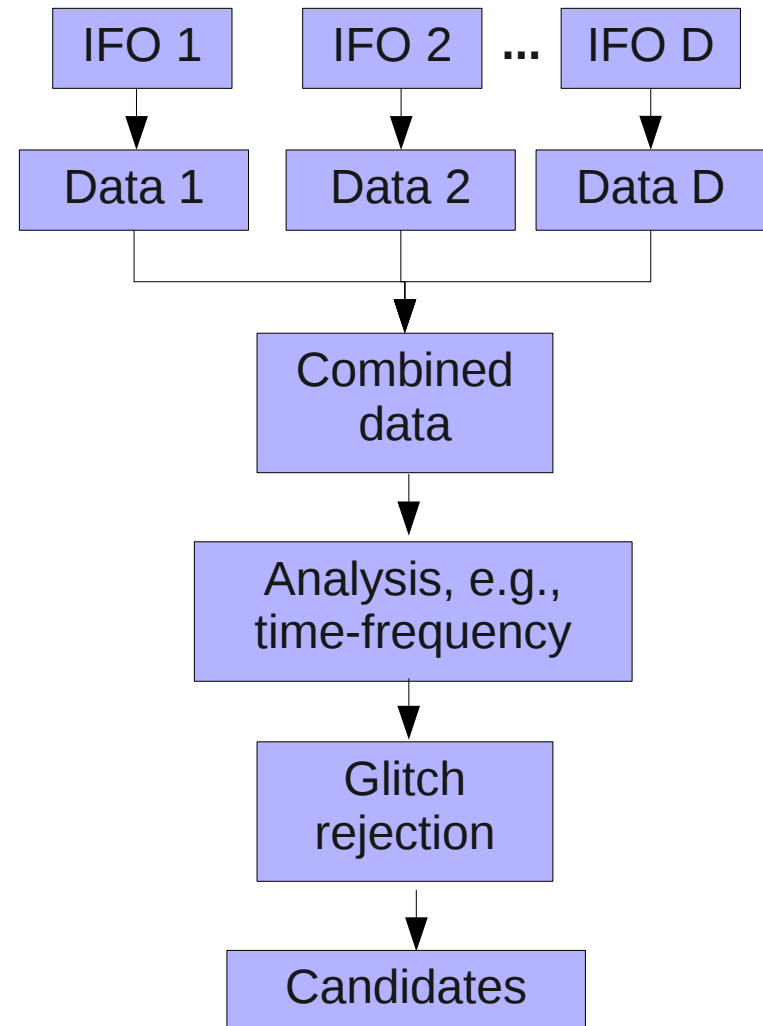 IFO 1 IFO 2 ... IFO D
Data 1 Data 2 Data D
Combined
data
Analysis, e.g.,
time-frequency
Glitch
rejection
Candidates